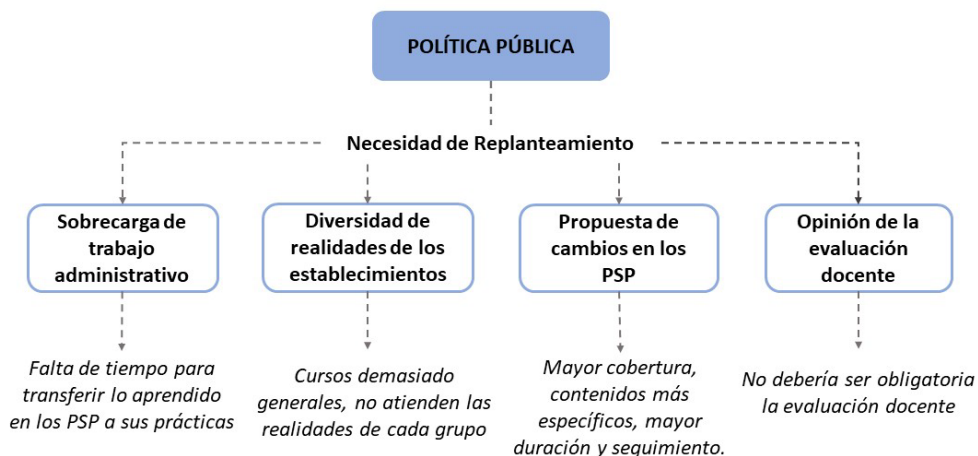 POLÍTICA PÚBLICA
Necesidad de Replanteamiento
Sobrecarga de
trabajo
administrativo
Diversidad de
realidades de los
establecimientos
Propuesta de
cambios en los
PSP
Opinión de la
evaluación
docente
Falta de tiempo para
transferir lo aprendido
en los PSP a sus prácticas
Cursos demasiado
generales, no atienden las
realidades de cada grupo
Mayor cobertura,
contenidos más
específicos, mayor
duración y seguimiento.
No debería ser obligatoria
la evaluación docente